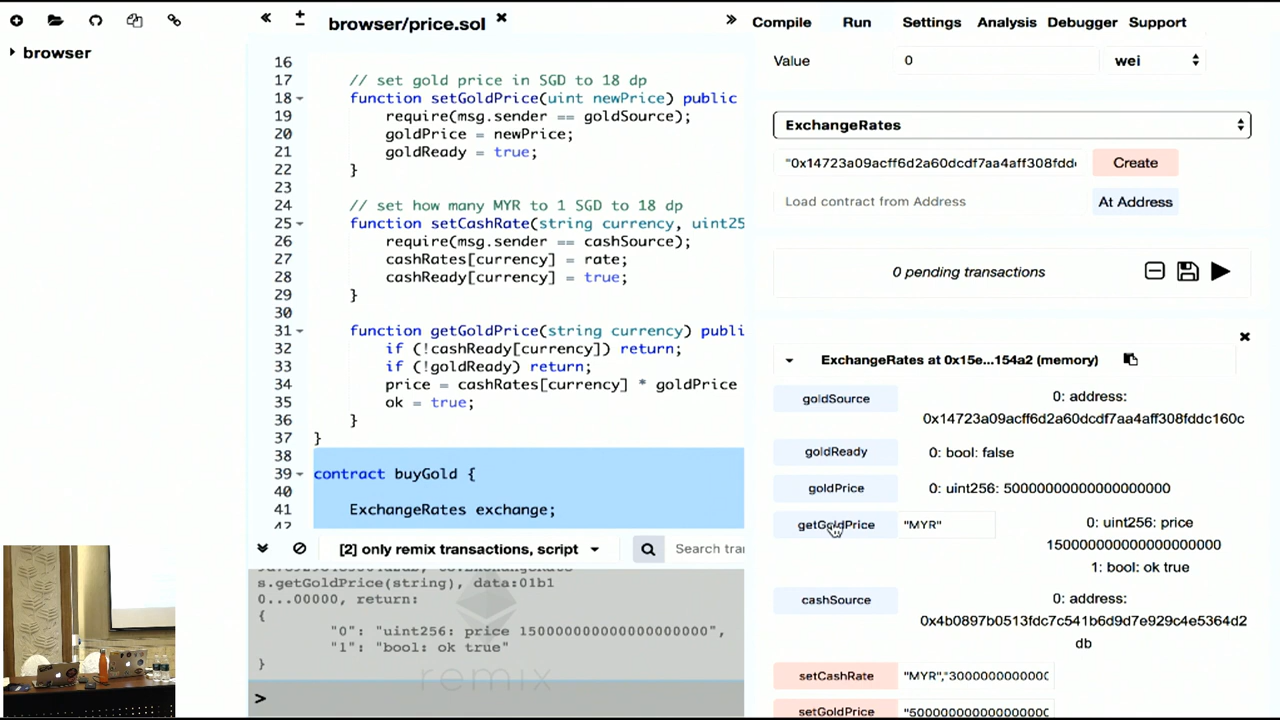 browser
browser/price.sol
16
17 // set gold price in SGD to 18 dp
18 function setGoldPrice(uint newPrice) public
19 require(msg.sender == goldSource);
20 goldPrice = newPrice;
21 goldReady = true;
22 }
23
24 // set how many MYR to 1 SGD to 18 dp
25 function setCashRate(string currency, uint25
26 require(msg.sender == cashSource);
27 cashRates[currency] = rate;
28 cashReady[currency] = true;
29 }
30
31 function getGoldPrice(string currency) publi
32 if (!cashReady[currency]) return;
33 if (!goldReady) return;
34 price = cashRates[currency] * goldPrice
35 ok = true;
36 }
37 }
38
39 contract buyGold {
40
41 ExchangeRates exchange;
42
[2] only remix transactions, script
Search tran
s.getGoldPrice(string), data:01b1
0...00000, return:
{
"0": "uint256: price 15000000000000000000",
"1": "bool: ok true"
}
remix
>
Compile Run Settings Analysis Debugger Support
Value 0 wei
ExchangeRates
"0x14723a09acff6d2a60dcdf7aa4aff308fddc Create
Load contract from Address At Address
0 pending transactions
ExchangeRates at 0x15e...154a2 (memory)
goldSource 0: address:
0x14723a09acff6d2a60dcdf7aa4aff308fddc160c
goldReady 0: bool: false
goldPrice 0: uint256: 50000000000000000000
getGoldPrice "MYR" 0: uint256: price
150000000000000000000
1: bool: ok true
cashSource 0: address:
0x4b0897b0513fdc7c541b6d9d7e929c4e5364d2
db
setCashRate "MYR","3000000000000
setGoldPrice "5000000000000000